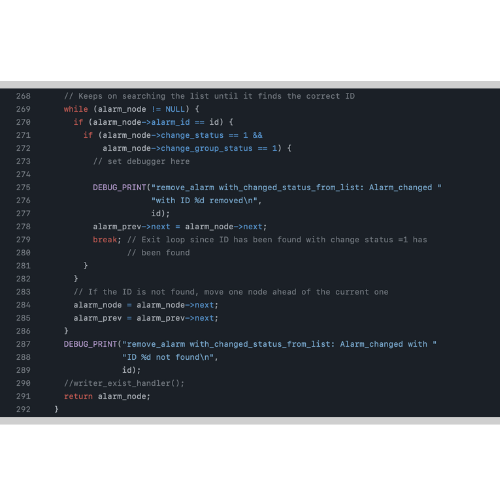 268 // Keeps on searching the list until it finds the correct ID
269 while (alarm_node != NULL) {
270 if (alarm_node->alarm_id == id) {
271 if (alarm_node->change_status == 1 &&
272 alarm_node->change_group_status == 1) {
273 // set debugger here
274
275 DEBUG_PRINT("remove_alarm with_changed_status_from_list: Alarm_changed "
276 "with ID %d removed\n",
277 id);
278 alarm_prev->next = alarm_node->next;
279 break; // Exit loop since ID has been found with change status =1 has
280 // been found
281 }
282 }
283 // If the ID is not found, move one node ahead of the current one
284 alarm_node = alarm_node->next;
285 alarm_prev = alarm_prev->next;
286 }
287 DEBUG_PRINT("remove_alarm with_changed_status_from_list: Alarm_changed with "
288 "ID %d not found\n",
289 id);
290 //writer_exist_handler();
291 return alarm_node;
292 }